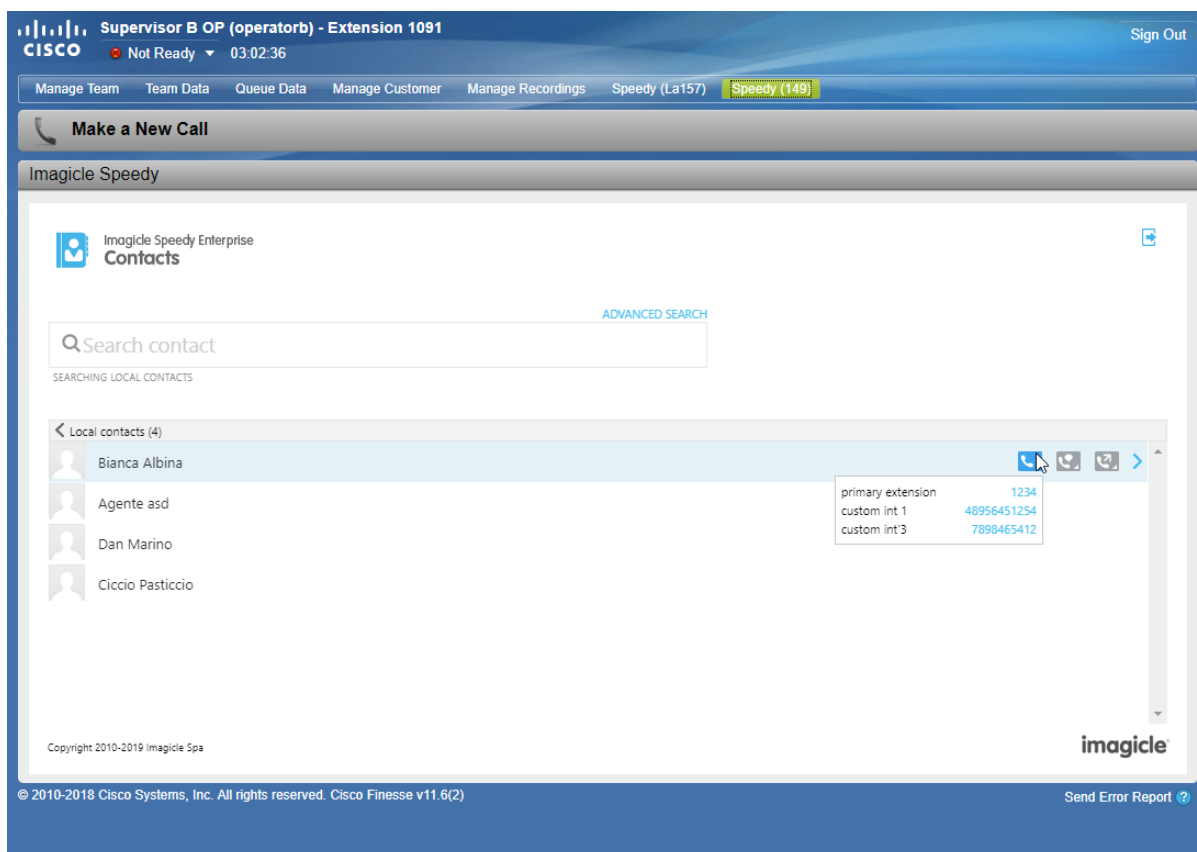 Supervisor B OP (operatorb) - Extension 1091
Sign Out
CISCO
Not Ready 03:02:36
Manage Team Team Data Queue Data Manage Customer Manage Recordings Speedy (La157) Speedy (149)
Make a New Call
Imagicle Speedy
Imagicle Speedy Enterprise
Contacts
ADVANCED SEARCH
Search contact
SEARCHING LOCAL CONTACTS
Local contacts (4)
Bianca Albina
primary extension 1234
custom int 1 48956451254
custom int'3 7898465412
Agente asd
Dan Marino
Ciccio Pasticcio
Copyright 2010-2019 Imagicle Spa
imagicle
© 2010-2018 Cisco Systems, Inc. All rights reserved. Cisco Finesse v11.6(2)
Send Error Report ?